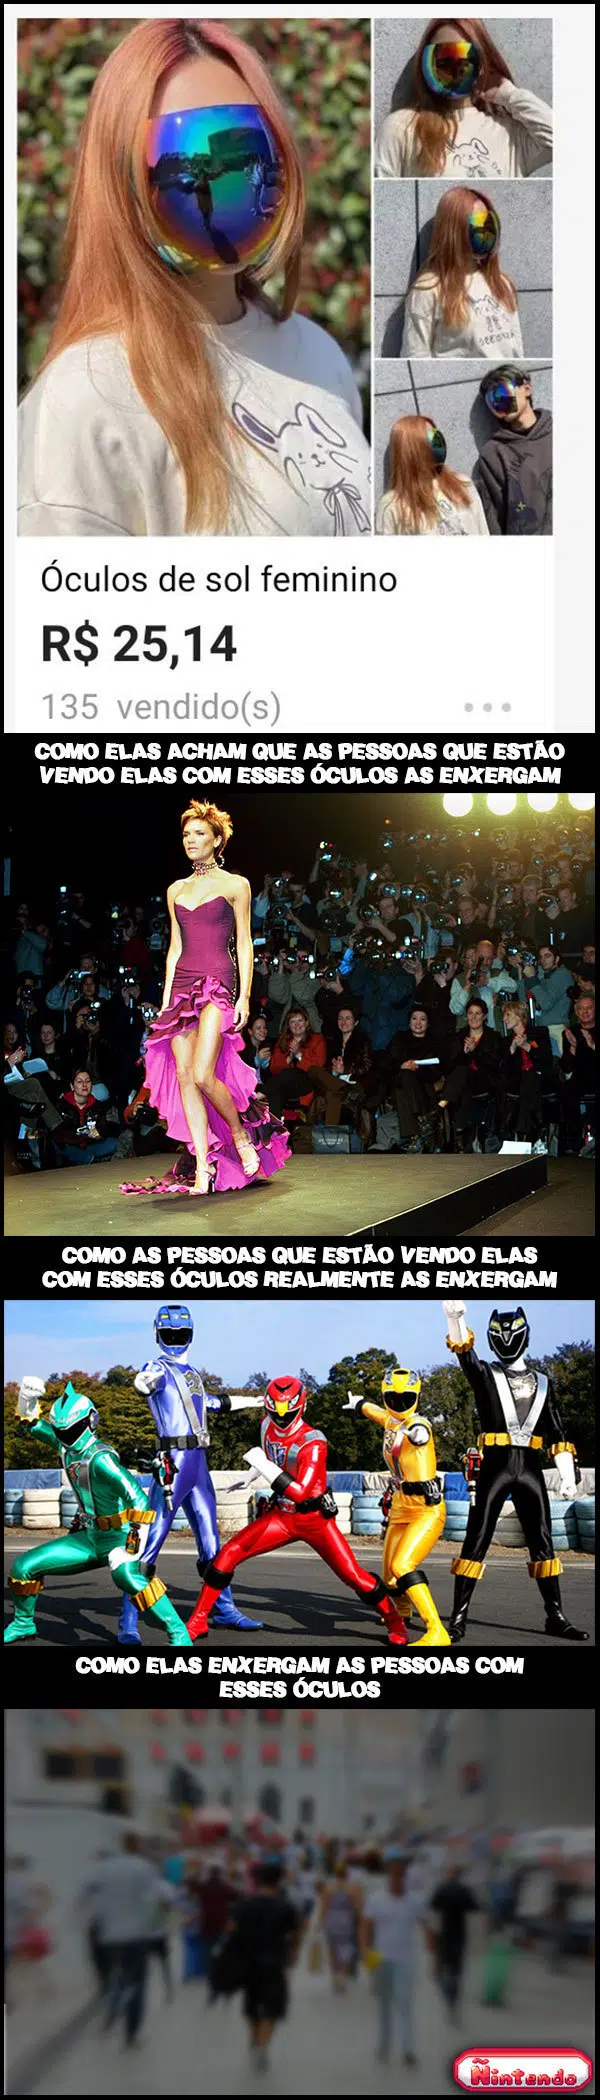 Óculos de sol feminino
R$ 25,14
135 vendido(s)
COMO ELAS ACHAM QUE AS PESSOAS QUE ESTÃO
VENDO ELAS COM ESSES ÓCULOS AS ENXERGAM
COMO AS PESSOAS QUE ESTÃO VENDO ELAS
COM ESSES ÓCULOS REALMENTE AS ENXERGAM
COMO ELAS ENXERGAM AS PESSOAS COM
ESSES ÓCULOS
Ñintendo